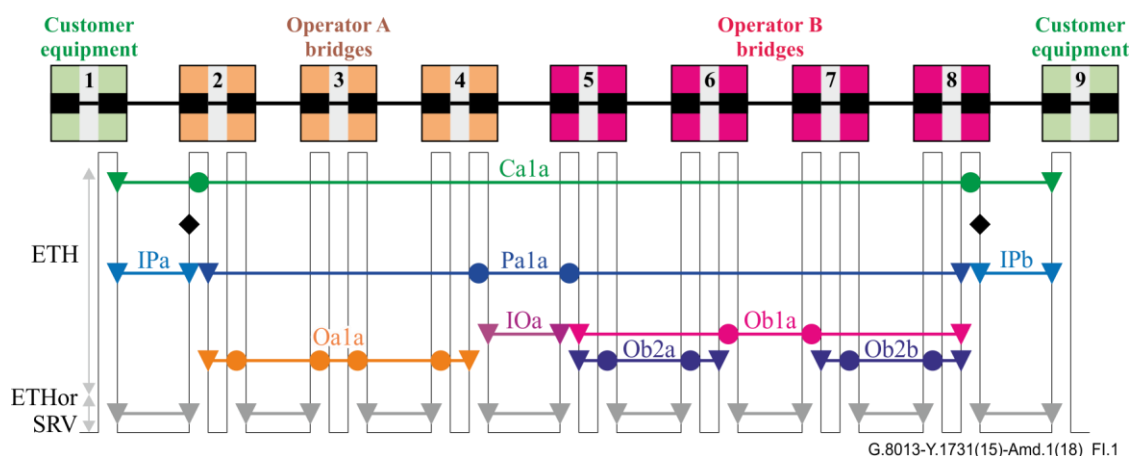 Customer
equipment
Operator A
bridges
Operator B
bridges
Customer
equipment
1 2 3 4 5 6 7 8 9
Ca1a
ETH
IPa
Pa1a
IPb
IOa
Ob1a
Oa1a
Ob2a
Ob2b
ETHor
SRV
G.8013-Y.1731(15)-Amd.1(18)_FI.1